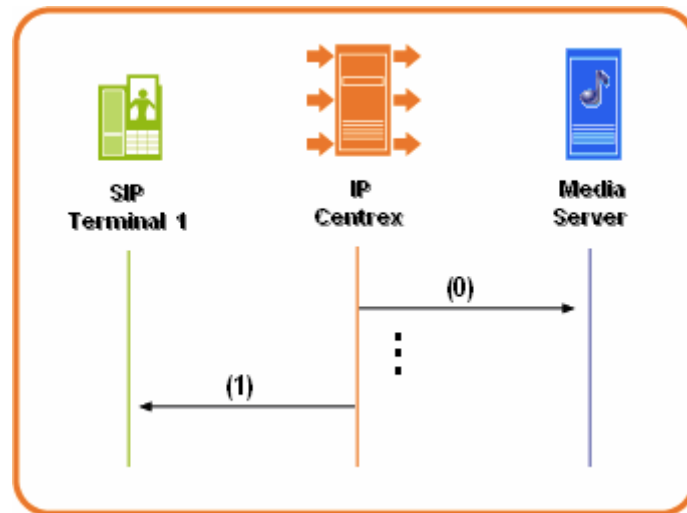 SIP
Terminal 1
IP
Centrex
Media
Server
(0)
(1)